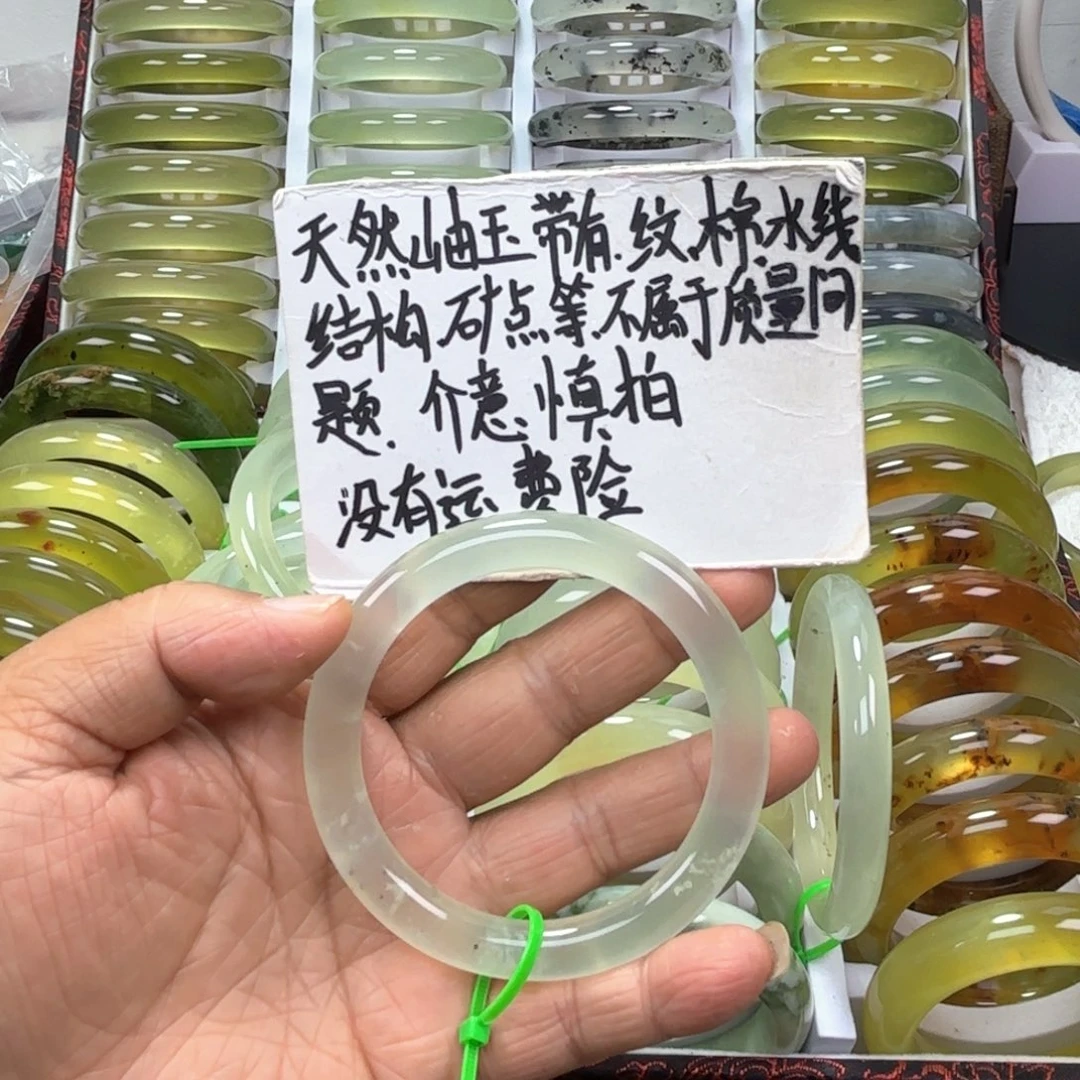 天然岫玉带有.纹.棉.水线
结构.矿点等.不属于质量问
题.介意.慎拍
没有运费险